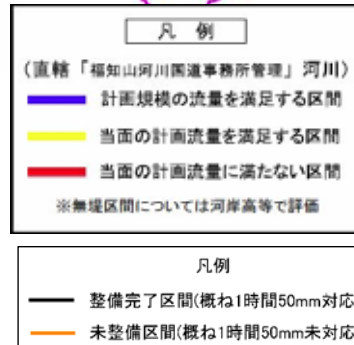 凡 例
(直轄「福知山河川国道事務所管理」河川)
計画規模の流量を満足する区間
当面の計画流量を満足する区間
当面の計画流量に満たない区間
※無堤区間については河岸高等で評価
凡例
整備完了区間(概ね1時間50mm対応
未整備区間(概ね1時間50mm未対応